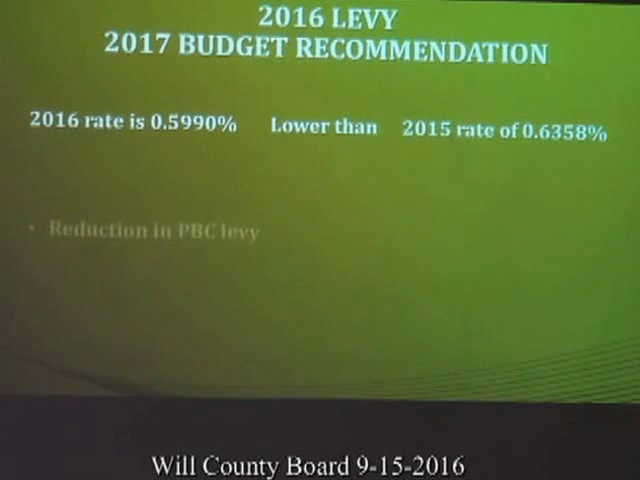 2016 LEVY
2017 BUDGET RECOMMENDATION
2016 rate is 0.5990% Lower than 2015 rate of 0.6358%
• Reduction in PBC levy
Will County Board 9-15-2016